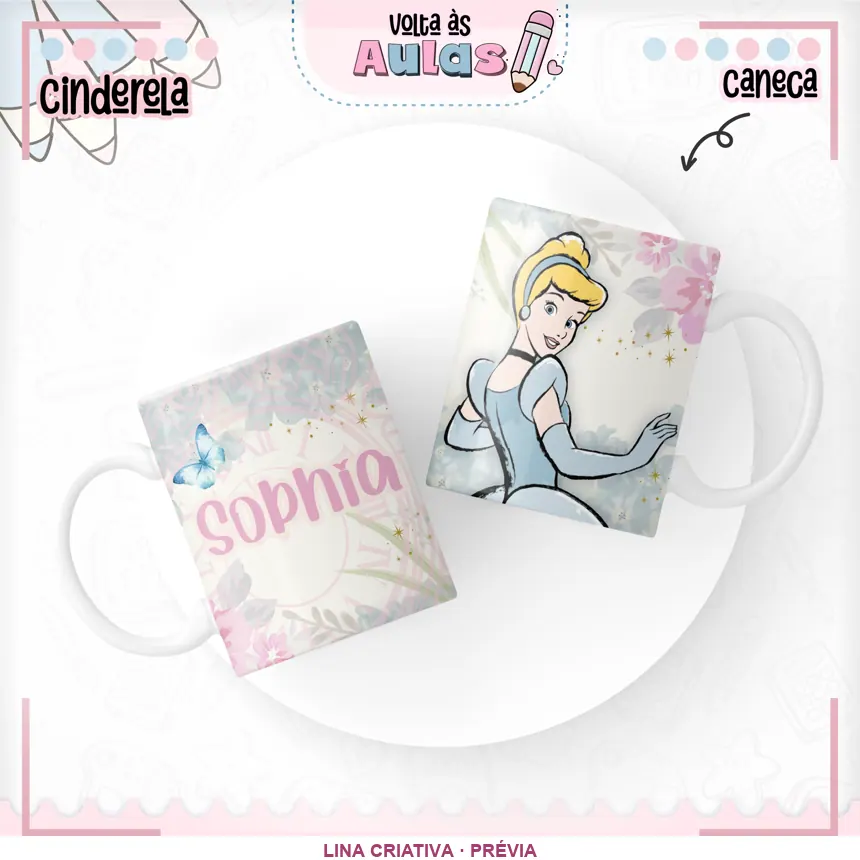 Volta às
Aulas
Cinderela
Caneca
Sophia
LINA CRIATIVA · PRÉVIA